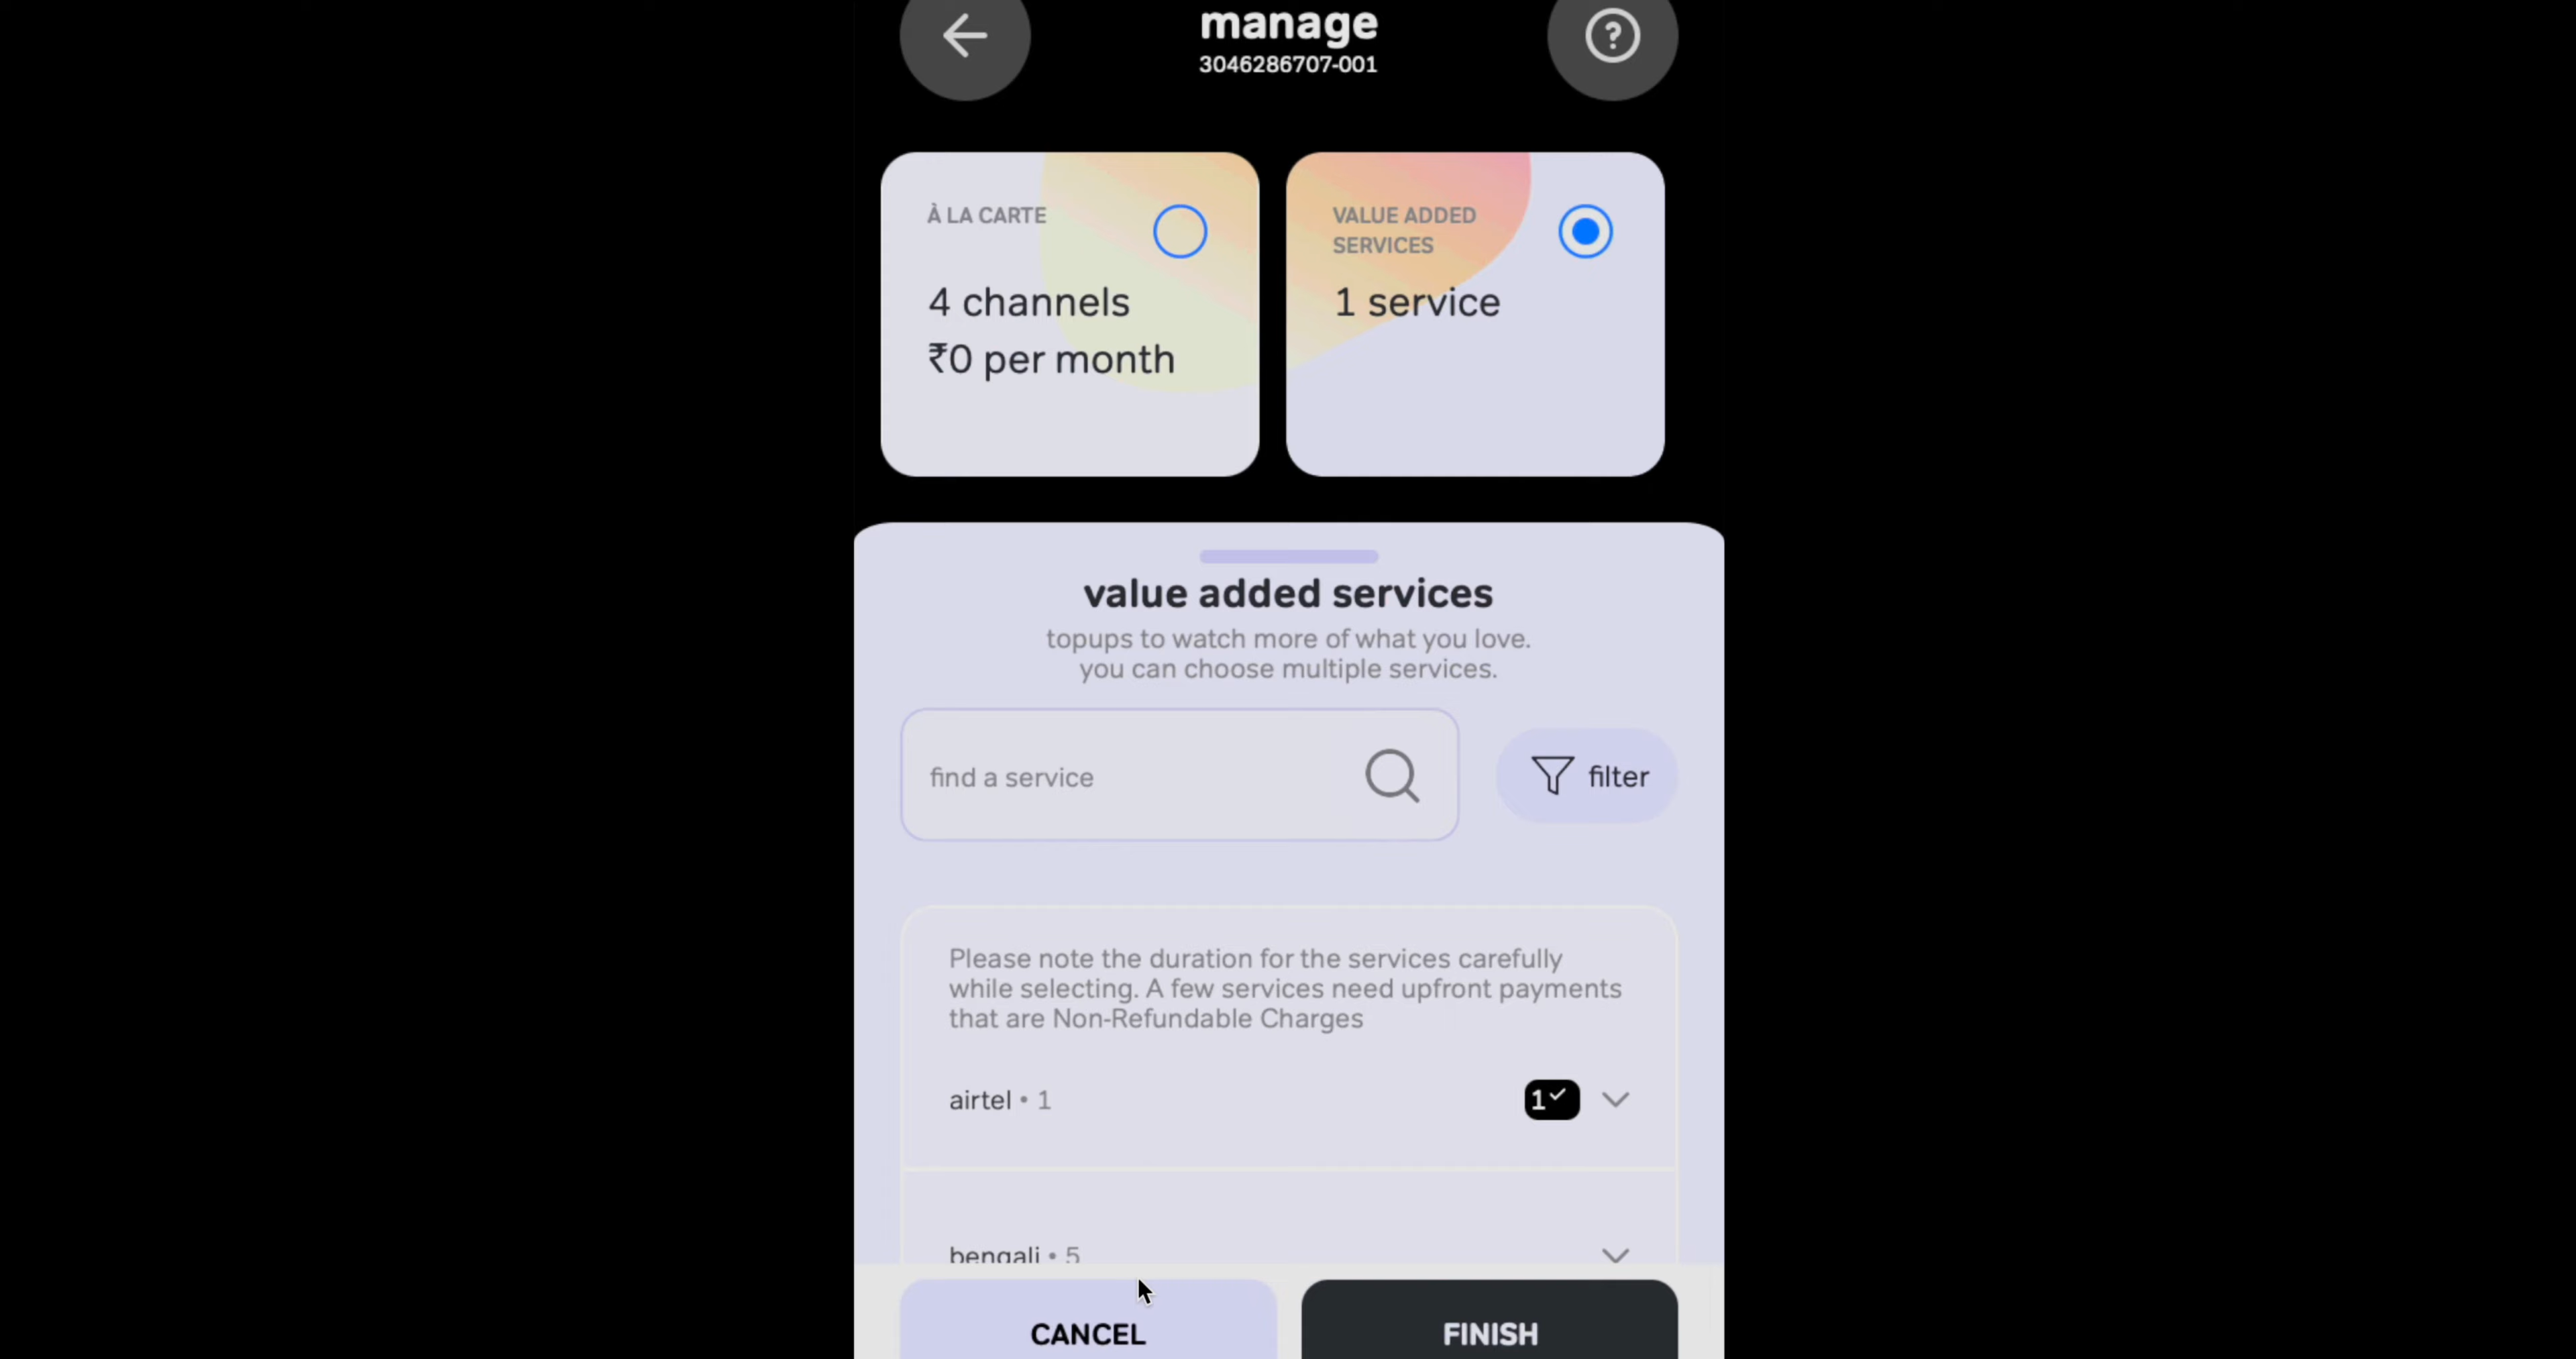 manage
3046286707-001
À LA CARTE
4 channels
₹0 per month
VALUE ADDED
SERVICES
1 service
value added services
topups to watch more of what you love.
you can choose multiple services.
find a service
filter
Please note the duration for the services carefully
while selecting. A few services need upfront payments
that are Non-Refundable Charges
airtel • 1
1
bengali • 5
CANCEL
FINISH